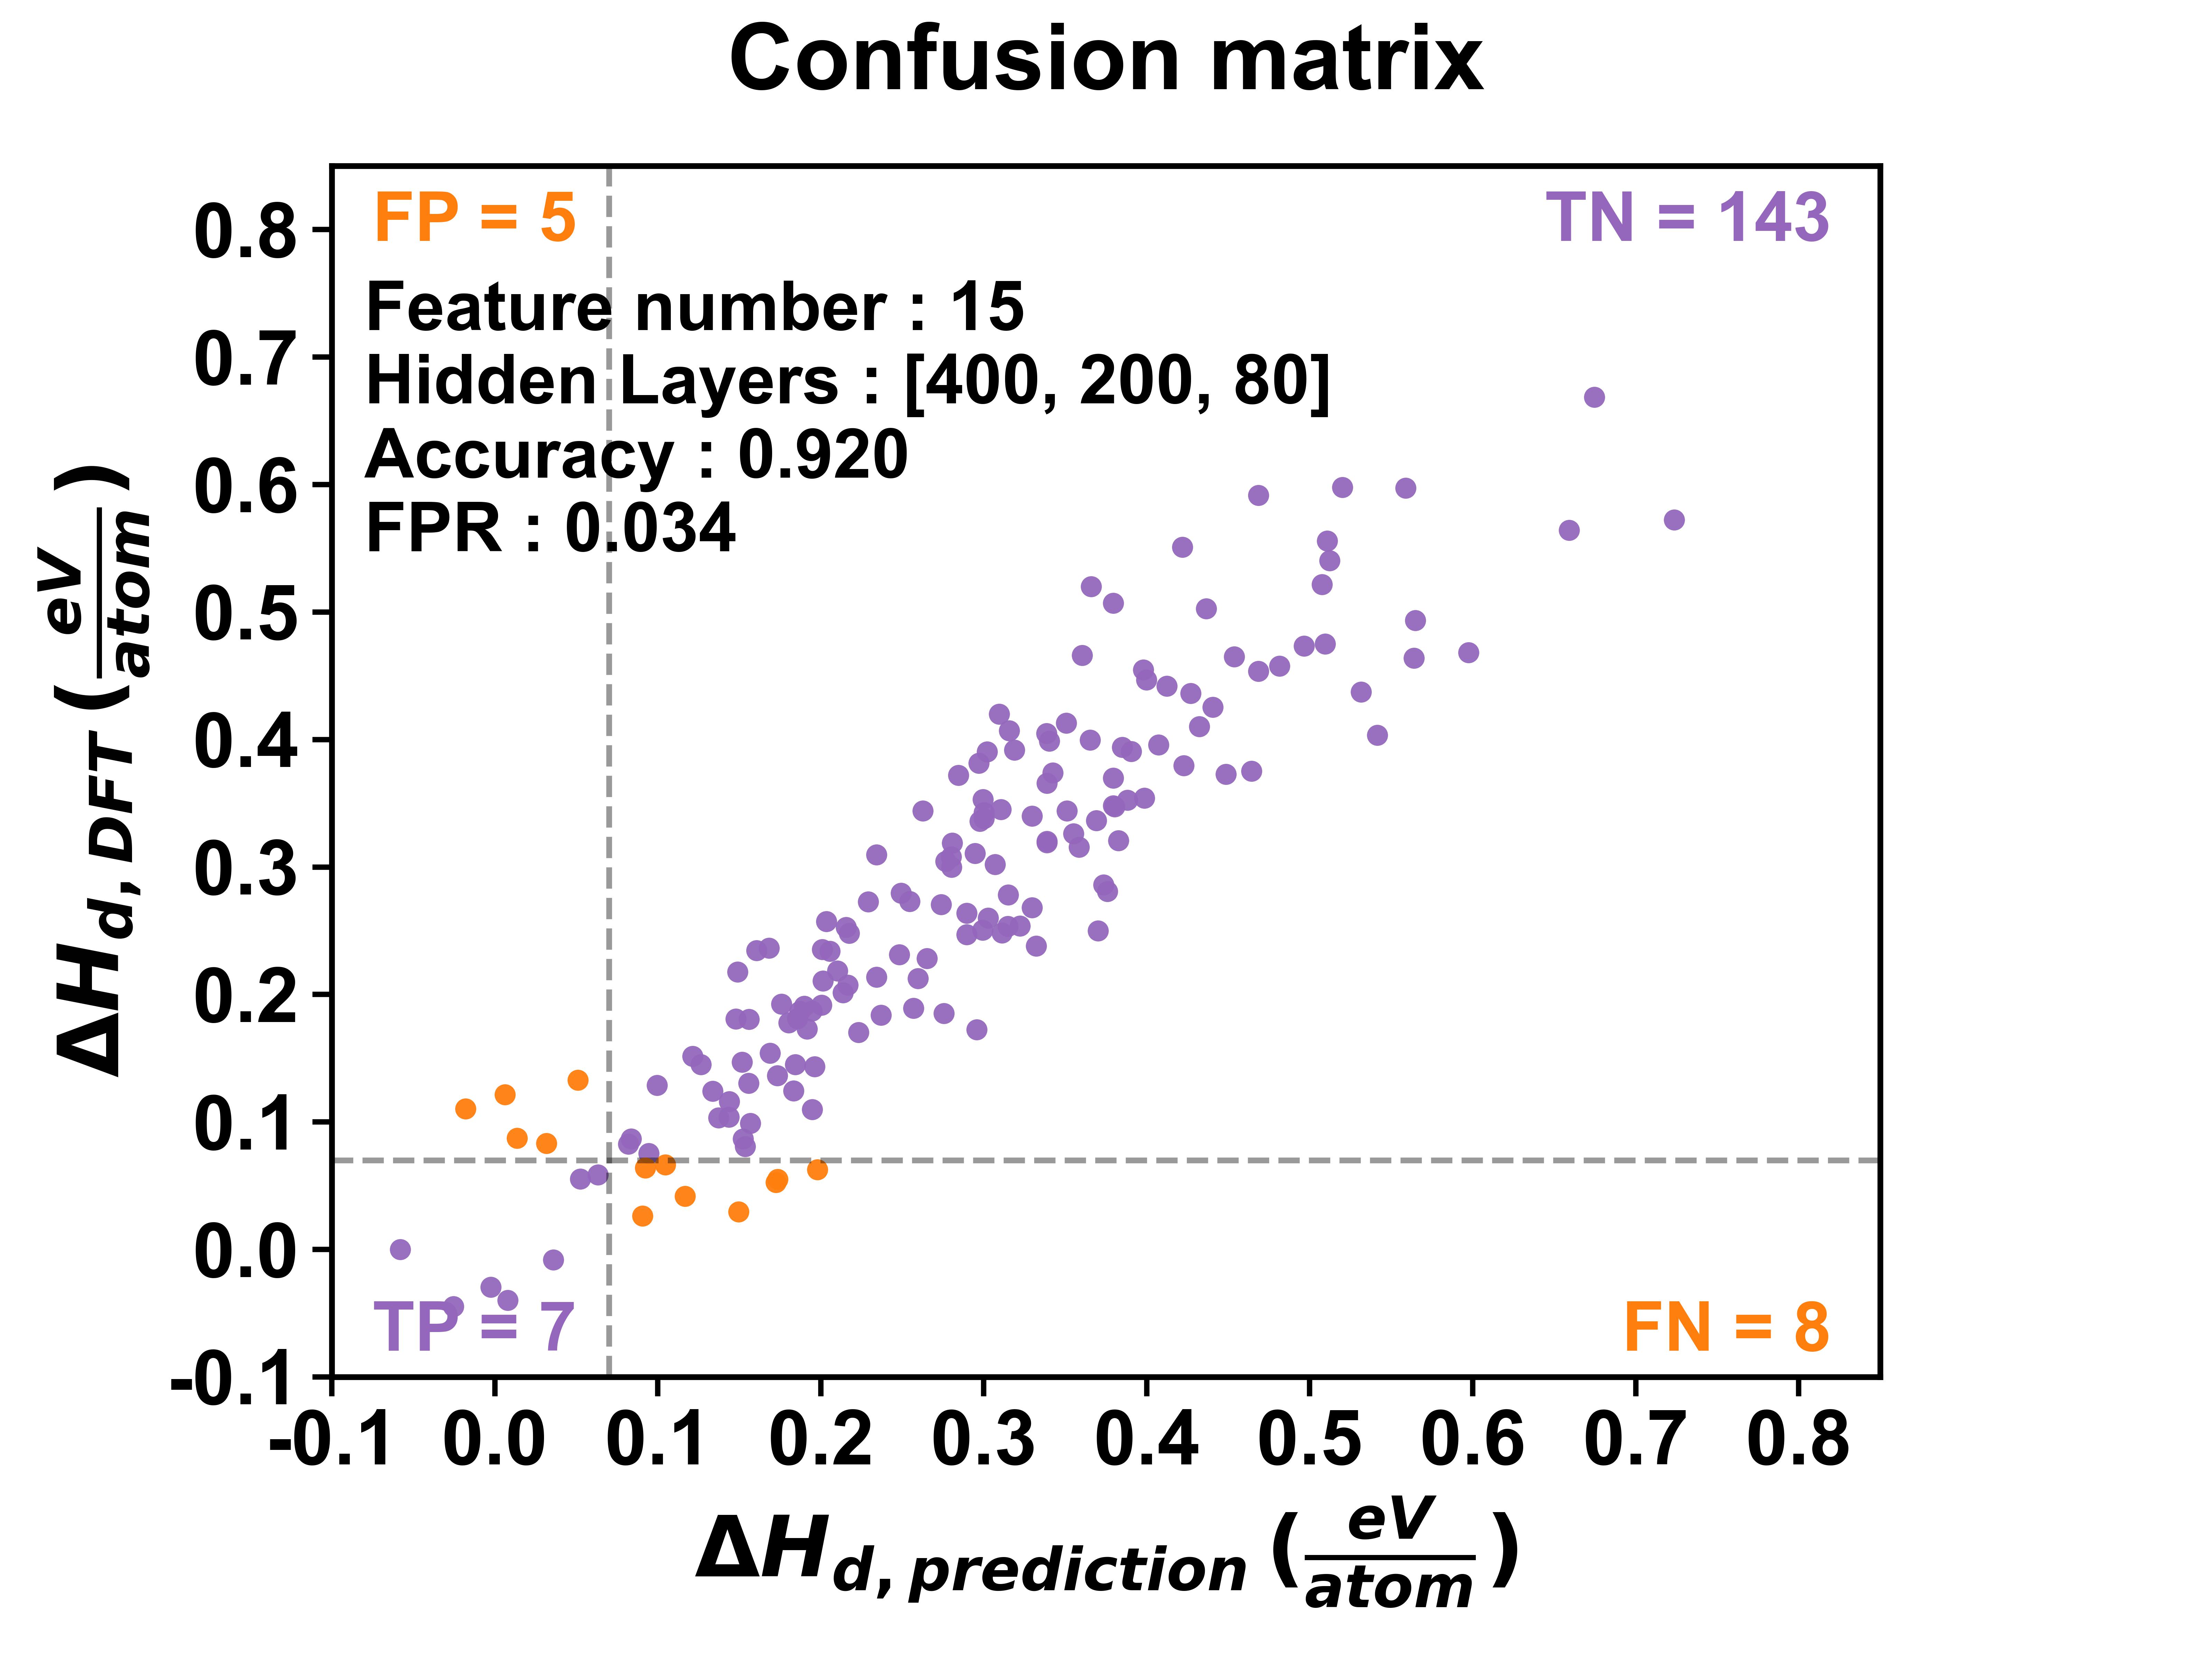 Confusion matrix
FP = 5
TN = 143
Feature number : 15
Hidden Layers : [400, 200, 80]
Accuracy : 0.920
FPR : 0.034
TP = 7
FN = 8
ΔH d, DFT (eV/atom)
0.8
0.7
0.6
0.5
0.4
0.3
0.2
0.1
0.0
-0.1
-0.1 0.0 0.1 0.2 0.3 0.4 0.5 0.6 0.7 0.8
ΔH d, prediction (eV/atom)